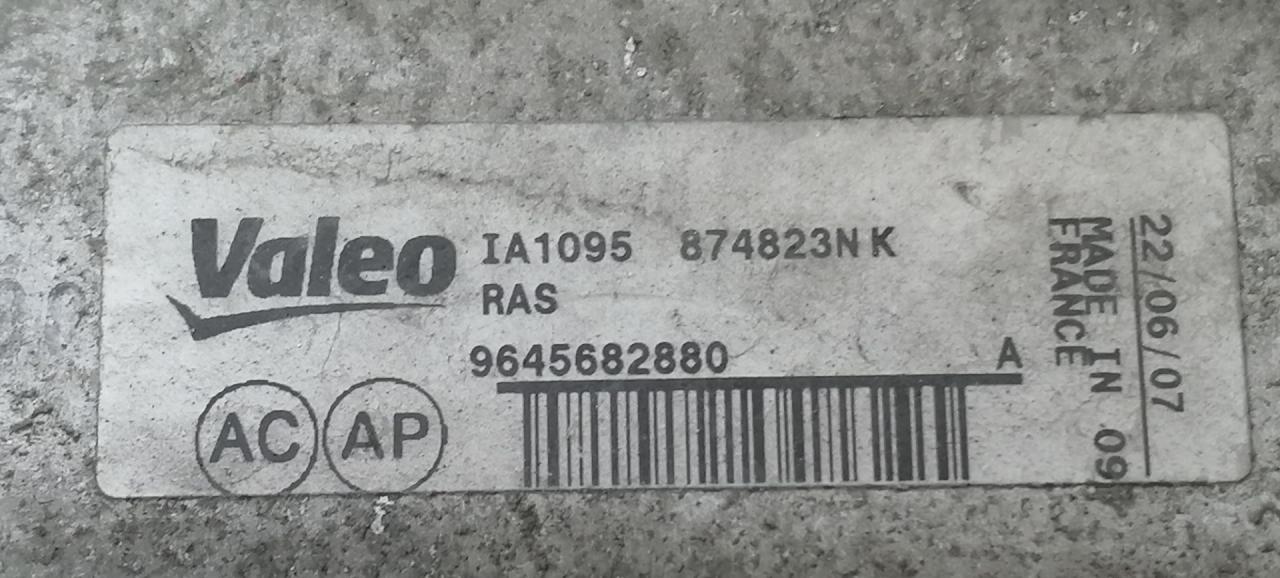 Valeo
IA1095 874823N K
RAS
9645682880 A
AC AP
22/06/07
MADE IN 09
FRANCE